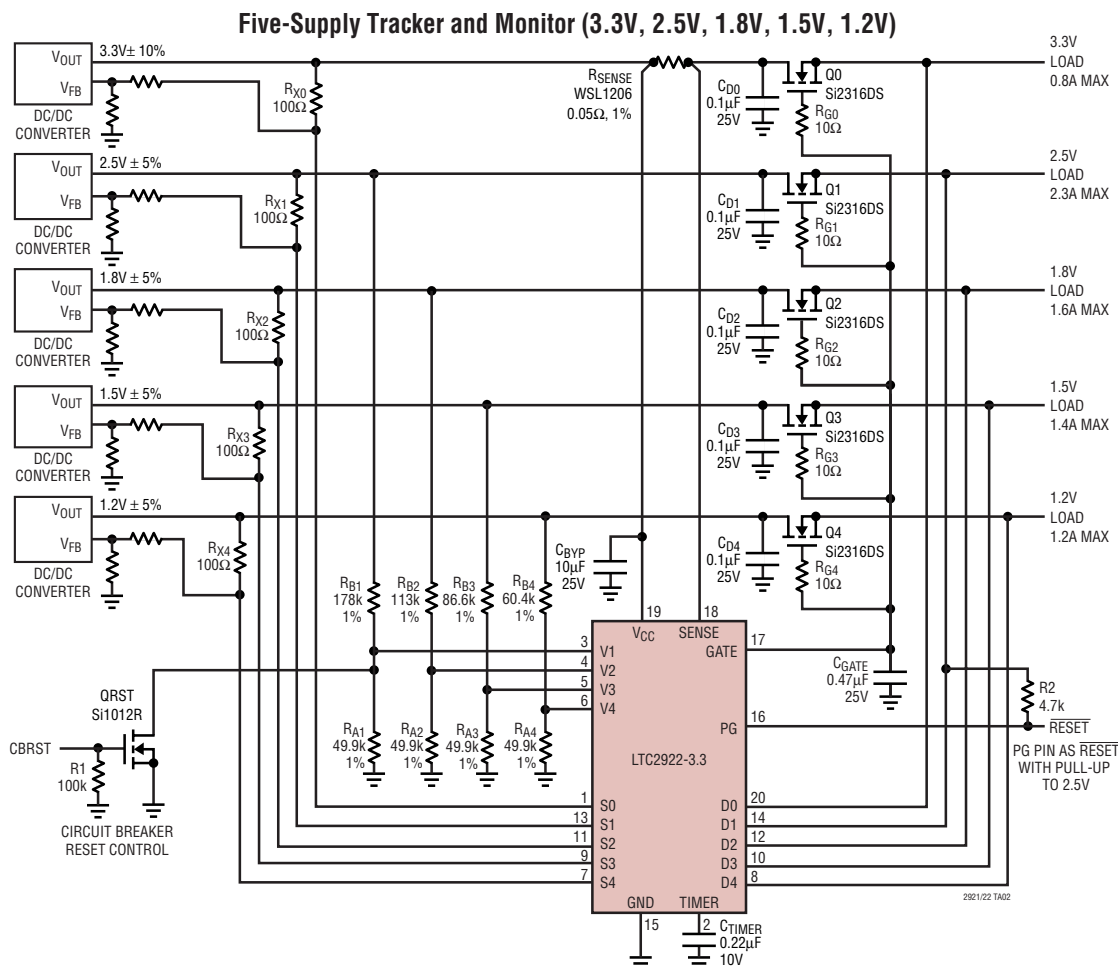 Five-Supply Tracker and Monitor (3.3V, 2.5V, 1.8V, 1.5V, 1.2V)
VOUT
3.3V± 10%
VFB
DC/DC
CONVERTER
RX0
100Ω
RSENSE
WSL1206
0.05Ω, 1%
CD0
0.1µF
25V
Q0
Si2316DS
RG0
10Ω
3.3V
LOAD
0.8A MAX
VOUT
2.5V ± 5%
VFB
DC/DC
CONVERTER
RX1
100Ω
CD1
0.1µF
25V
Q1
Si2316DS
RG1
10Ω
2.5V
LOAD
2.3A MAX
VOUT
1.8V ± 5%
VFB
DC/DC
CONVERTER
RX2
100Ω
CD2
0.1µF
25V
Q2
Si2316DS
RG2
10Ω
1.8V
LOAD
1.6A MAX
VOUT
1.5V ± 5%
VFB
DC/DC
CONVERTER
RX3
100Ω
CD3
0.1µF
25V
Q3
Si2316DS
RG3
10Ω
1.5V
LOAD
1.4A MAX
VOUT
1.2V ± 5%
VFB
DC/DC
CONVERTER
RX4
100Ω
CD4
0.1µF
25V
Q4
Si2316DS
RG4
10Ω
1.2V
LOAD
1.2A MAX
CBYP
10µF
25V
RB1
178k
1%
RB2
113k
1%
RB3
86.6k
1%
RB4
60.4k
1%
19
18
VCC
SENSE
3
V1
4
V2
5
V3
6
V4
GATE
17
CGATE
0.47µF
25V
R2
4.7k
QRST
Si1012R
CBRST
R1
100k
CIRCUIT BREAKER
RESET CONTROL
RA1
49.9k
1%
RA2
49.9k
1%
RA3
49.9k
1%
RA4
49.9k
1%
PG
16
RESET
PG PIN AS RESET
WITH PULL-UP
TO 2.5V
LTC2922-3.3
1
S0
13
S1
11
S2
9
S3
7
S4
D0
20
D1
14
D2
12
D3
10
D4
8
GND
TIMER
15
2
CTIMER
0.22µF
10V
2921/22 TA02